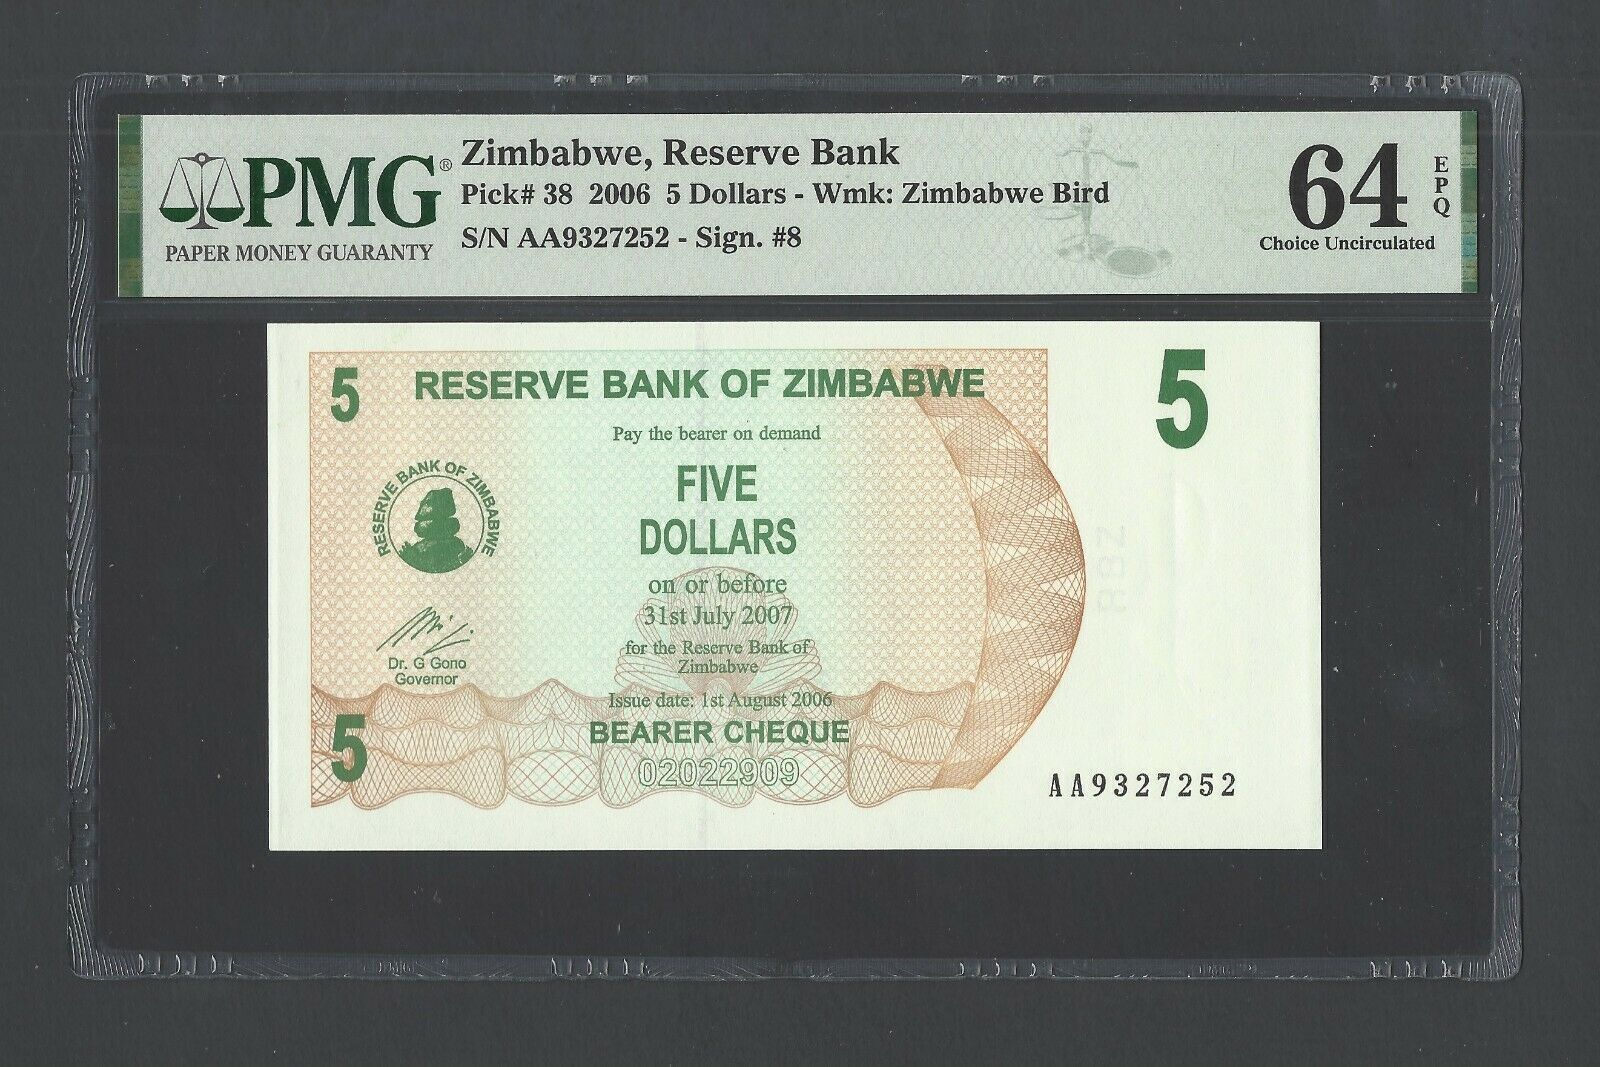 PMG®
PAPER MONEY GUARANTY
Zimbabwe, Reserve Bank
Pick# 38 2006 5 Dollars - Wmk: Zimbabwe Bird
S/N AA9327252 - Sign. #8
64
EPQ
Choice Uncirculated
5
RESERVE BANK OF ZIMBABWE
5
Pay the bearer on demand
FIVE
DOLLARS
on or before
31st July 2007
for the Reserve Bank of
Zimbabwe
Issue date: 1st August 2006
BEARER CHEQUE
02022909
RESERVE BANK OF ZIMBABWE
Dr. G Gono
Governor
5
RBZ
AA9327252